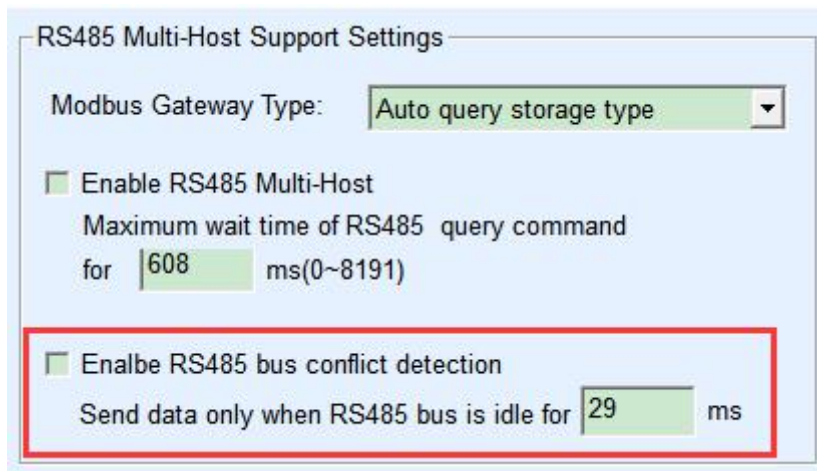 RS485 Multi-Host Support Settings
Modbus Gateway Type: Auto query storage type
Enable RS485 Multi-Host
Maximum wait time of RS485 query command
for 608 ms(0~8191)
Enalbe RS485 bus conflict detection
Send data only when RS485 bus is idle for 29 ms